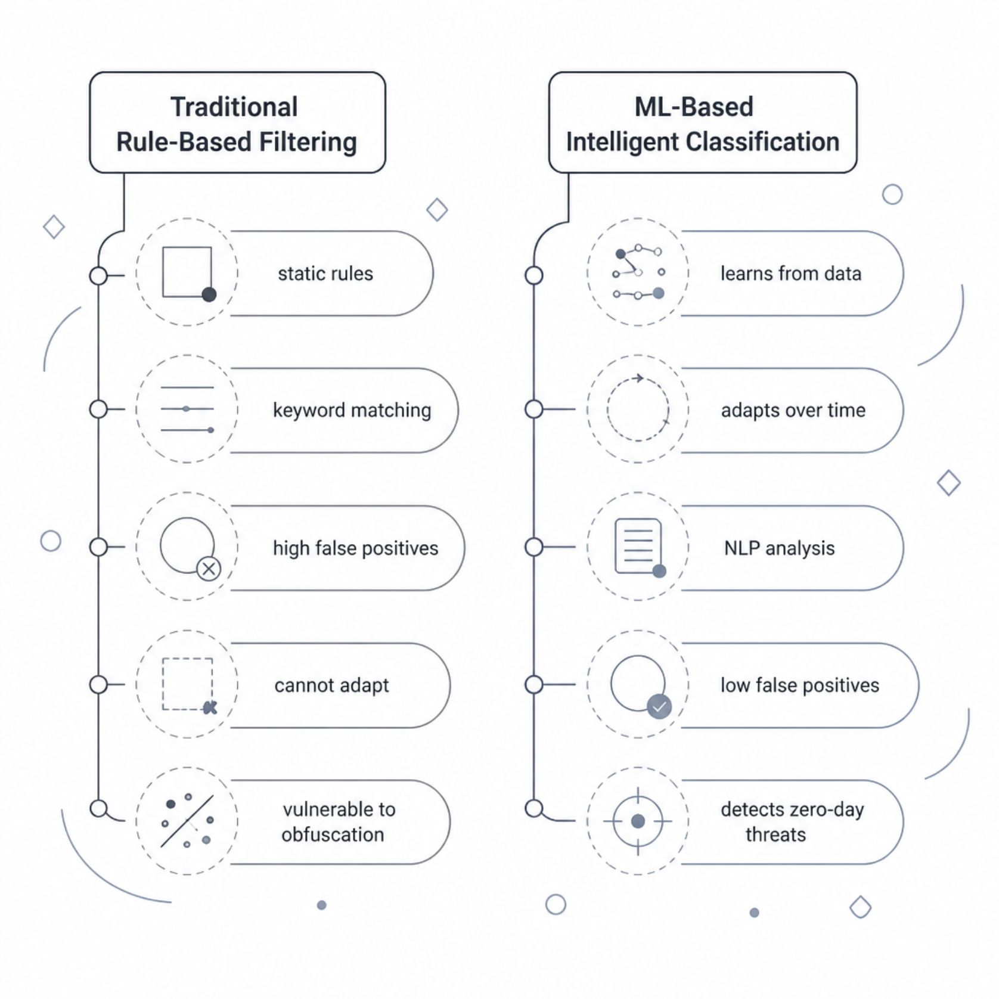 Traditional
Rule-Based Filtering
static rules
keyword matching
high false positives
cannot adapt
vulnerable to
obfuscation
ML-Based
Intelligent Classification
learns from data
adapts over time
NLP analysis
low false positives
detects zero-day
threats